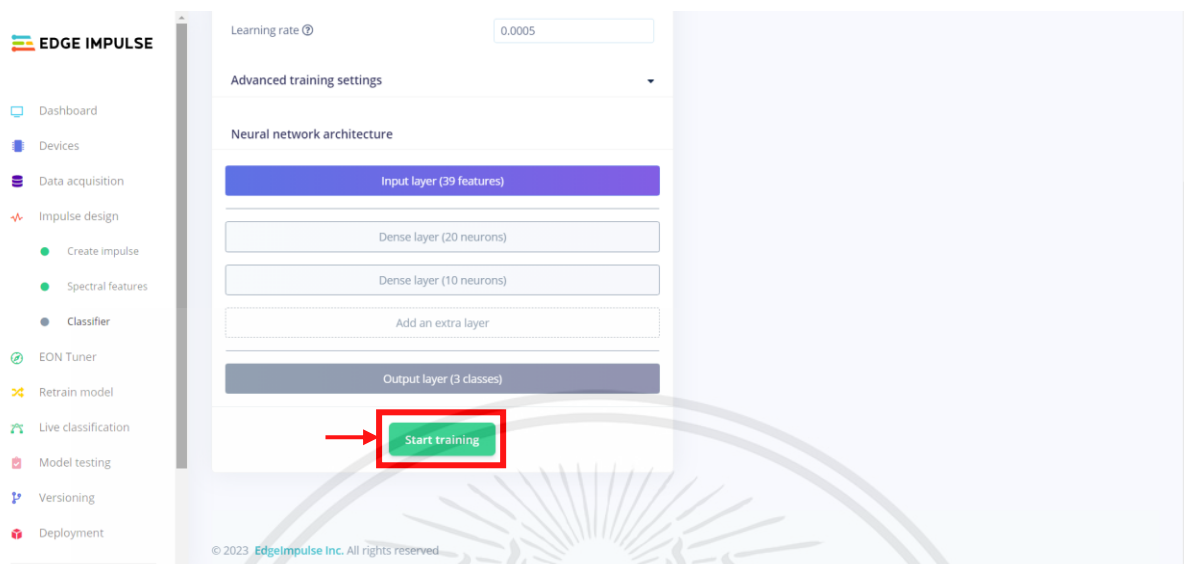 EDGE IMPULSE
Dashboard
Devices
Data acquisition
Impulse design
Create impulse
Spectral features
Classifier
EON Tuner
Retrain model
Live classification
Model testing
Versioning
Deployment
Learning rate ? 0.0005
Advanced training settings
Neural network architecture
Input layer (39 features)
Dense layer (20 neurons)
Dense layer (10 neurons)
Add an extra layer
Output layer (3 classes)
Start training
© 2023 EdgeImpulse Inc. All rights reserved